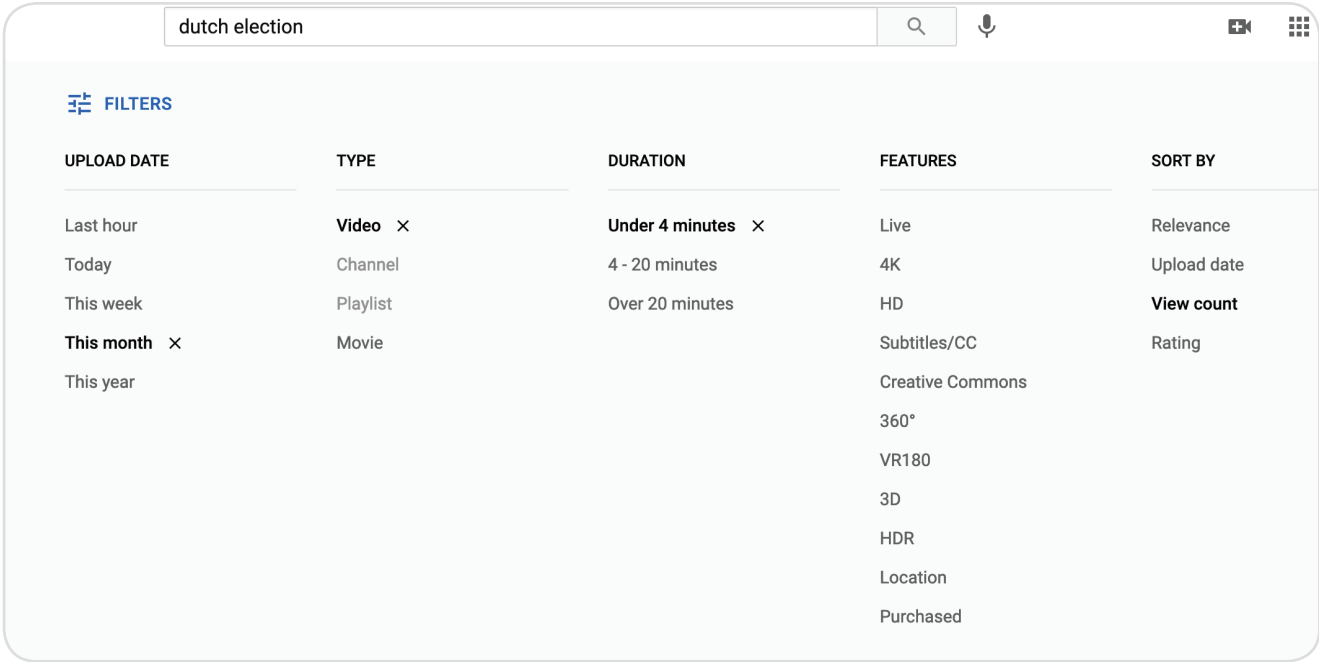 dutch election
FILTERS
UPLOAD DATE
Last hour
Today
This week
This month
This year
TYPE
Video
Channel
Playlist
Movie
DURATION
Under 4 minutes
4 - 20 minutes
Over 20 minutes
FEATURES
Live
4K
HD
Subtitles/CC
Creative Commons
360°
VR180
3D
HDR
Location
Purchased
SORT BY
Relevance
Upload date
View count
Rating